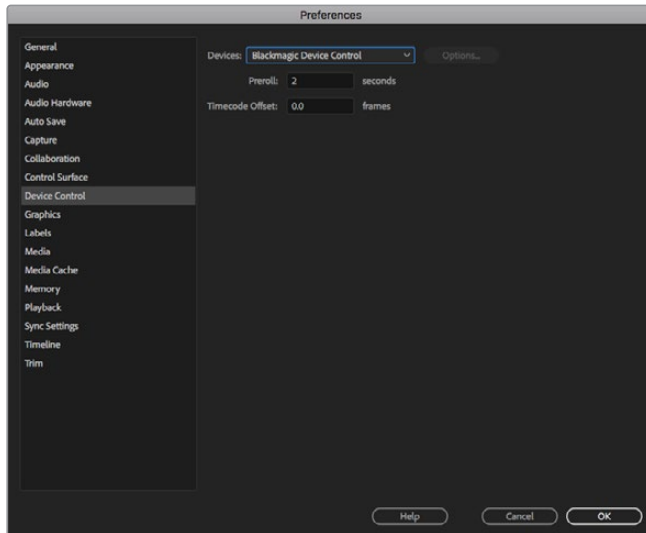 Preferences
General
Appearance
Audio
Audio Hardware
Auto Save
Capture
Collaboration
Control Surface
Device Control
Graphics
Labels
Media
Media Cache
Memory
Playback
Sync Settings
Timeline
Trim
Devices: Blackmagic Device Control Options...
Preroll: 2 seconds
Timecode Offset: 0.0 frames
Help Cancel OK